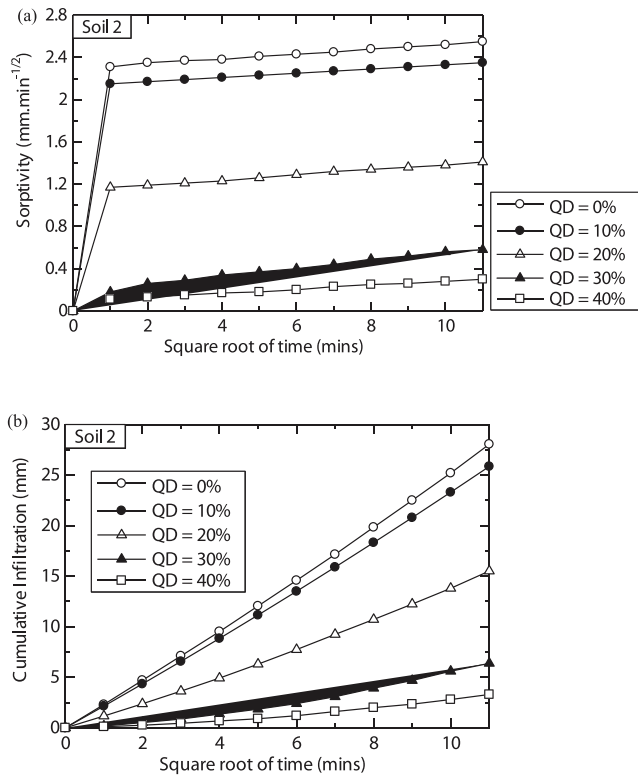 (a)
Soil 2
Sorptivity (mm.min⁻¹/²)
2.8
2.4
2
1.6
1.2
0.8
0.4
0
0 2 4 6 8 10
Square root of time (mins)
QD = 0%
QD = 10%
QD = 20%
QD = 30%
QD = 40%
(b)
Soil 2
Cumulative Infiltration (mm)
30
25
20
15
10
5
0
QD = 0%
QD = 10%
QD = 20%
QD = 30%
QD = 40%
0 2 4 6 8 10
Square root of time (mins)